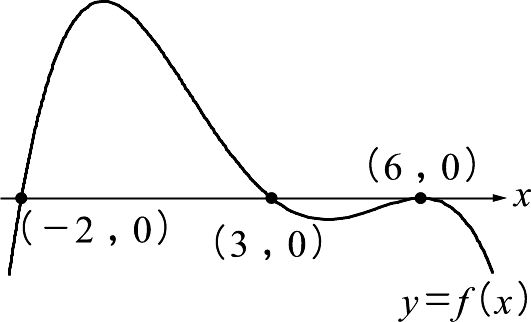 (6 , 0)
x
(−2 , 0)
(3 , 0)
y=f(x)